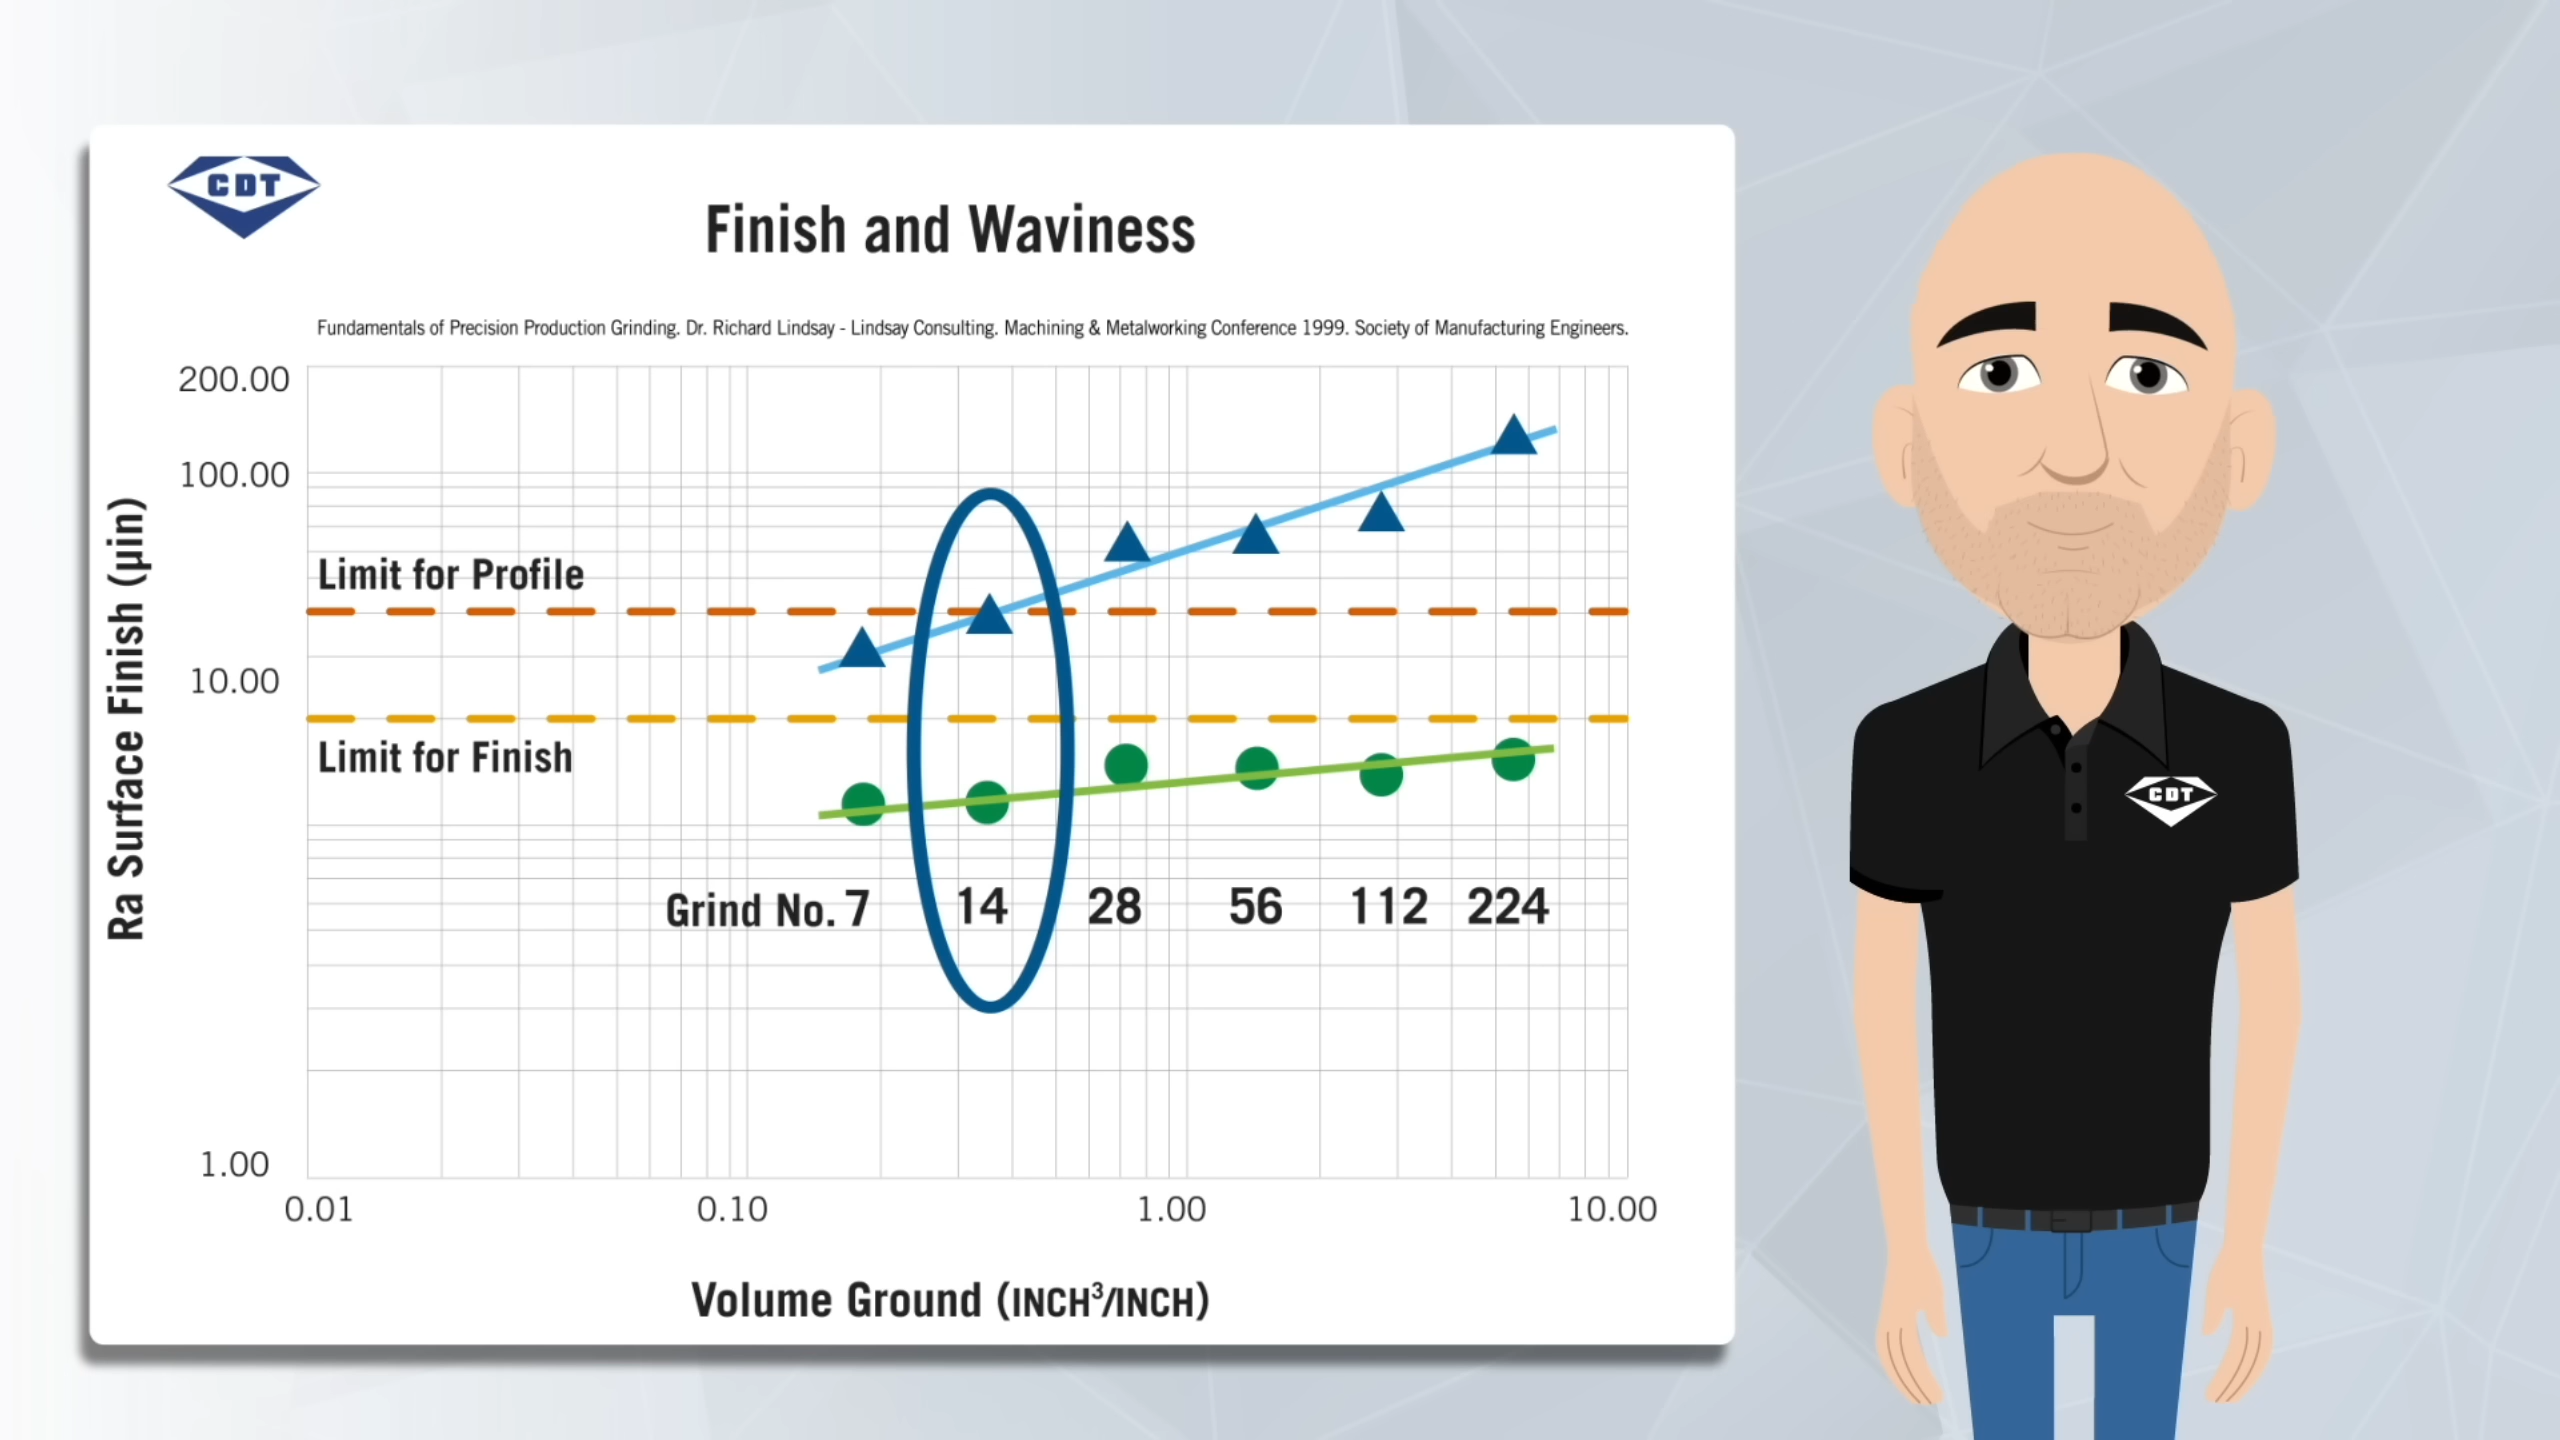 CDT
Finish and Waviness
Fundamentals of Precision Production Grinding. Dr. Richard Lindsay - Lindsay Consulting. Machining & Metalworking Conference 1999. Society of Manufacturing Engineers.
Ra Surface Finish (µin)
200.00
100.00
Limit for Profile
10.00
Limit for Finish
Grind No. 7 14 28 56 112 224
1.00
0.01 0.10 1.00 10.00
Volume Ground (INCH³/INCH)
CDT